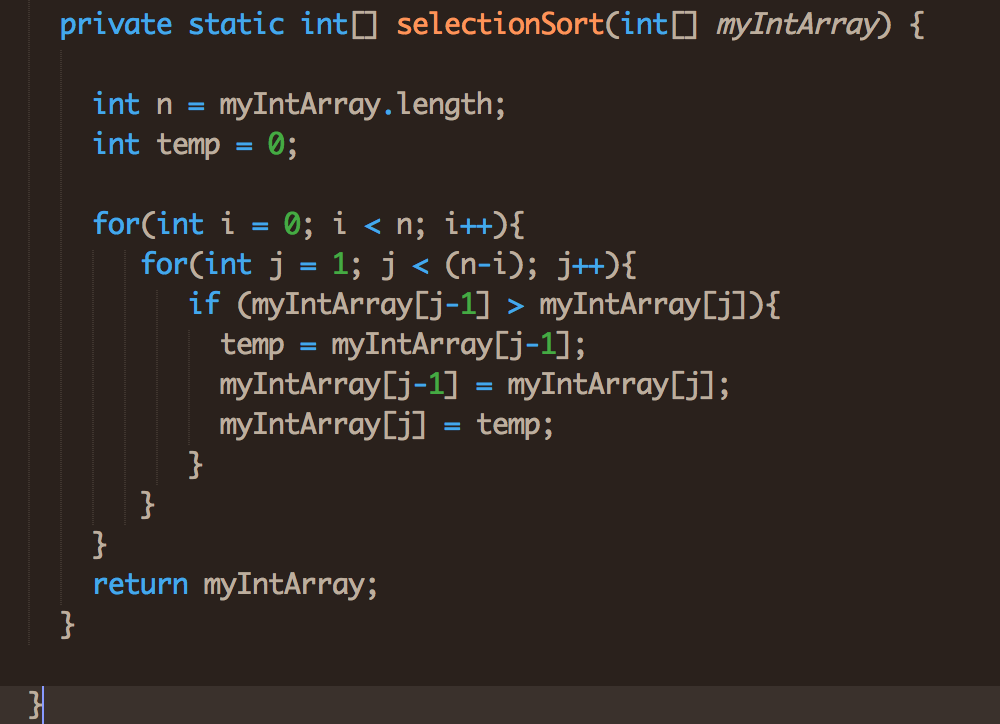 private static int[] selectionSort(int[] myIntArray) {
int n = myIntArray.length;
int temp = 0;
for(int i = 0; i < n; i++){
for(int j = 1; j < (n-i); j++){
if (myIntArray[j-1] > myIntArray[j]){
temp = myIntArray[j-1];
myIntArray[j-1] = myIntArray[j];
myIntArray[j] = temp;
}
}
}
return myIntArray;
}
}